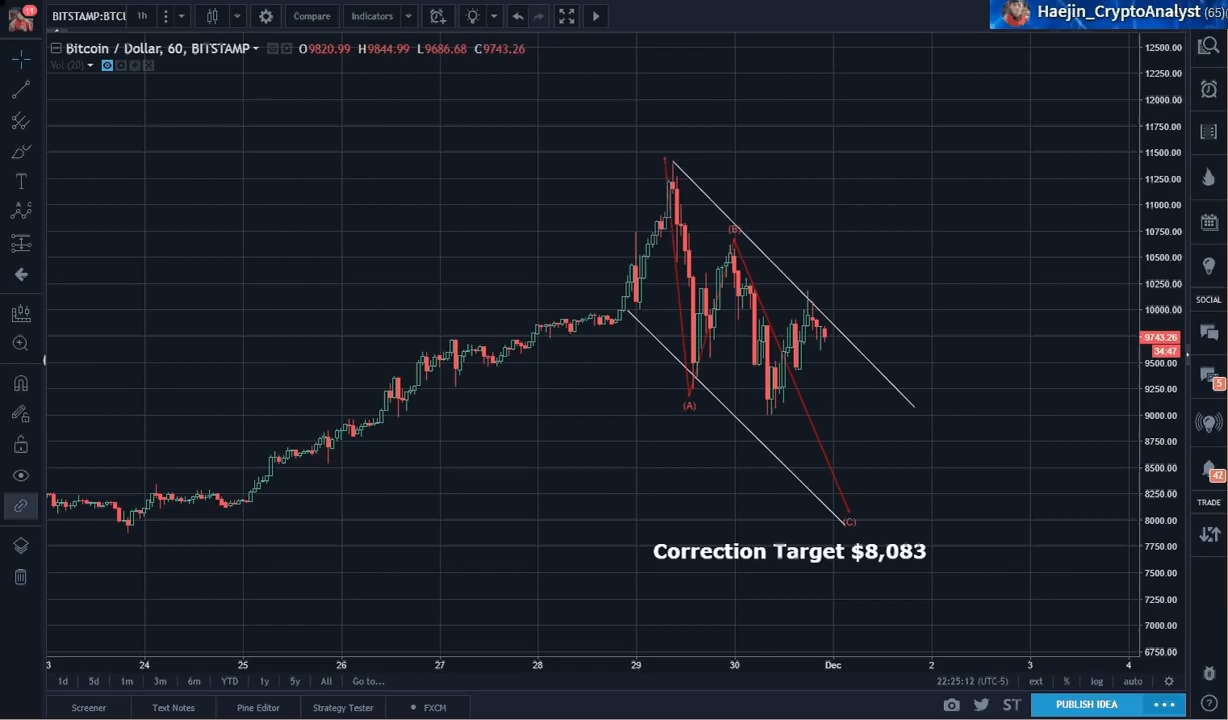 11
BITSTAMP:BTCU 1h Compare Indicators
Haejin_CryptoAnalyst (65)
Bitcoin / Dollar, 60, BITSTAMP O9820.99 H9844.99 L9686.68 C9743.26
Vol (20)
12500.00
12250.00
12000.00
11750.00
11500.00
11250.00
11000.00
10750.00
10500.00
10250.00
10000.00
9743.26
34:47
9500.00
9250.00
9000.00
8750.00
8500.00
8250.00
8000.00
7750.00
7500.00
7250.00
7000.00
6750.00
(B)
(A)
(C)
Correction Target $8,083
SOCIAL
5
42
TRADE
3 24 25 26 27 28 29 30 Dec 2 3 4
1d 5d 1m 3m 6m YTD 1y 5y All Go to... 22:25:12 (UTC-5) ext % log auto
Screener Text Notes Pine Editor Strategy Tester FXCM ST PUBLISH IDEA